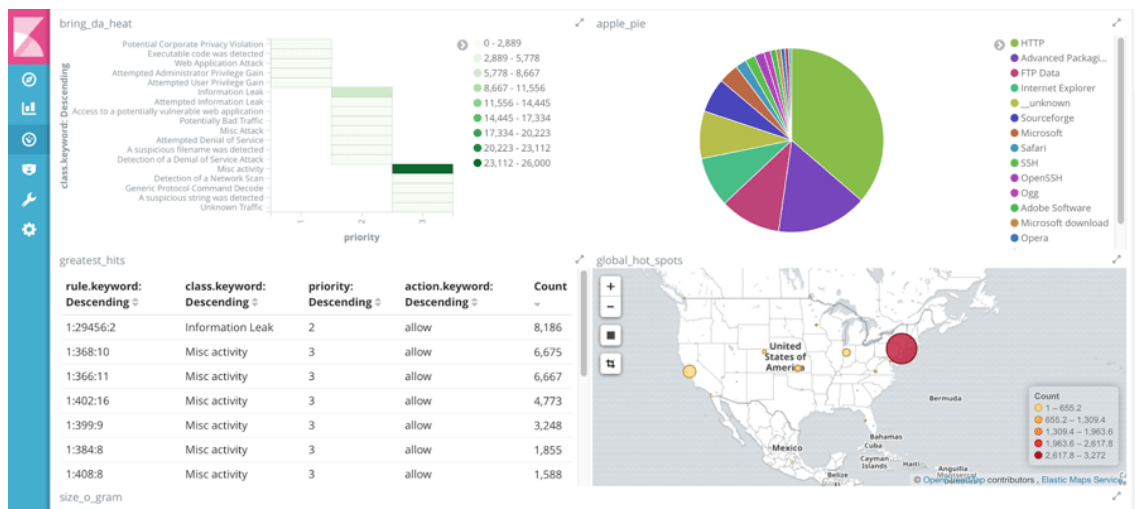 bring_da_heat
class.keyword: Descending
Potential Corporate Privacy Violation
Executable code was detected
Web Application Attack
Attempted Administrator Privilege Gain
Attempted User Privilege Gain
Information Leak
Attempted Information Leak
Access to a potentially vulnerable web application
Potentially Bad Traffic
Misc Attack
Attempted Denial of Service
A suspicious filename was detected
Detection of a Denial of Service Attack
Misc activity
Detection of a Network Scan
Generic Protocol Command Decode
A suspicious string was detected
Unknown Traffic
1 2 3
priority
0 - 2,889
2,889 - 5,778
5,778 - 8,667
8,667 - 11,556
11,556 - 14,445
14,445 - 17,334
17,334 - 20,223
20,223 - 23,112
23,112 - 26,000
apple_pie
HTTP
Advanced Packagi...
FTP Data
Internet Explorer
__unknown
Sourceforge
Microsoft
Safari
SSH
OpenSSH
Ogg
Adobe Software
Microsoft download
Opera
greatest_hits
rule.keyword: Descending class.keyword: Descending priority: Descending action.keyword: Descending Count
1:29456:2 Information Leak 2 allow 8,186
1:368:10 Misc activity 3 allow 6,675
1:366:11 Misc activity 3 allow 6,667
1:402:16 Misc activity 3 allow 4,773
1:399:9 Misc activity 3 allow 3,248
1:384:8 Misc activity 3 allow 1,855
1:408:8 Misc activity 3 allow 1,588
global_hot_spots
+
−
United
States of
America
Bermuda
Bahamas
Mexico
Cuba
Cayman
Islands
Haiti
Anguilla
Montserrat
Belize
Count
1 – 655.2
655.2 – 1,309.4
1,309.4 – 1,963.6
1,963.6 – 2,617.8
2,617.8 – 3,272
© OpenStreetMap contributors , Elastic Maps Service
size_o_gram